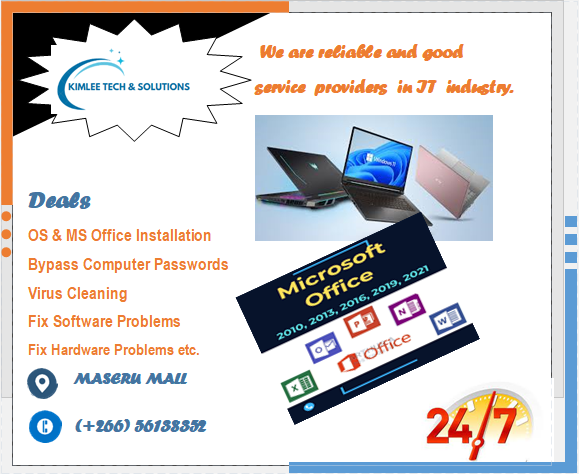 KIMLEE TECH & SOLUTIONS
We are reliable and good
service providers in IT industry.
Windows 11
Deals
OS & MS Office Installation
Bypass Computer Passwords
Virus Cleaning
Fix Software Problems
Fix Hardware Problems etc.
Microsoft
Office
2010, 2013, 2016, 2019, 2021
Office
MASERU MALL
(+266) 56138352
24/7